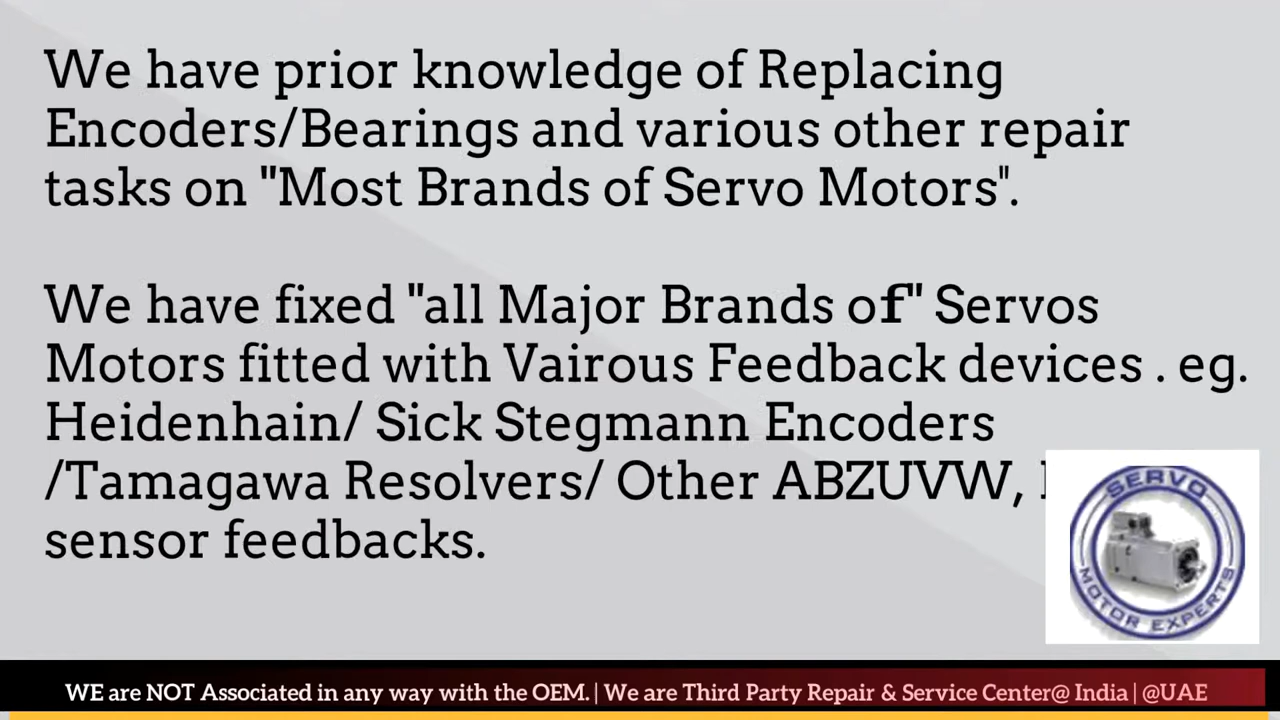 We have prior knowledge of Replacing
Encoders/Bearings and various other repair
tasks on "Most Brands of Servo Motors".
We have fixed "all Major Brands of" Servos
Motors fitted with Vairous Feedback devices . eg.
Heidenhain/ Sick Stegmann Encoders
/Tamagawa Resolvers/ Other ABZUVW,
sensor feedbacks.
SERVO
MOTOR EXPERTS
WE are NOT Associated in any way with the OEM. | We are Third Party Repair & Service Center@ India | @UAE